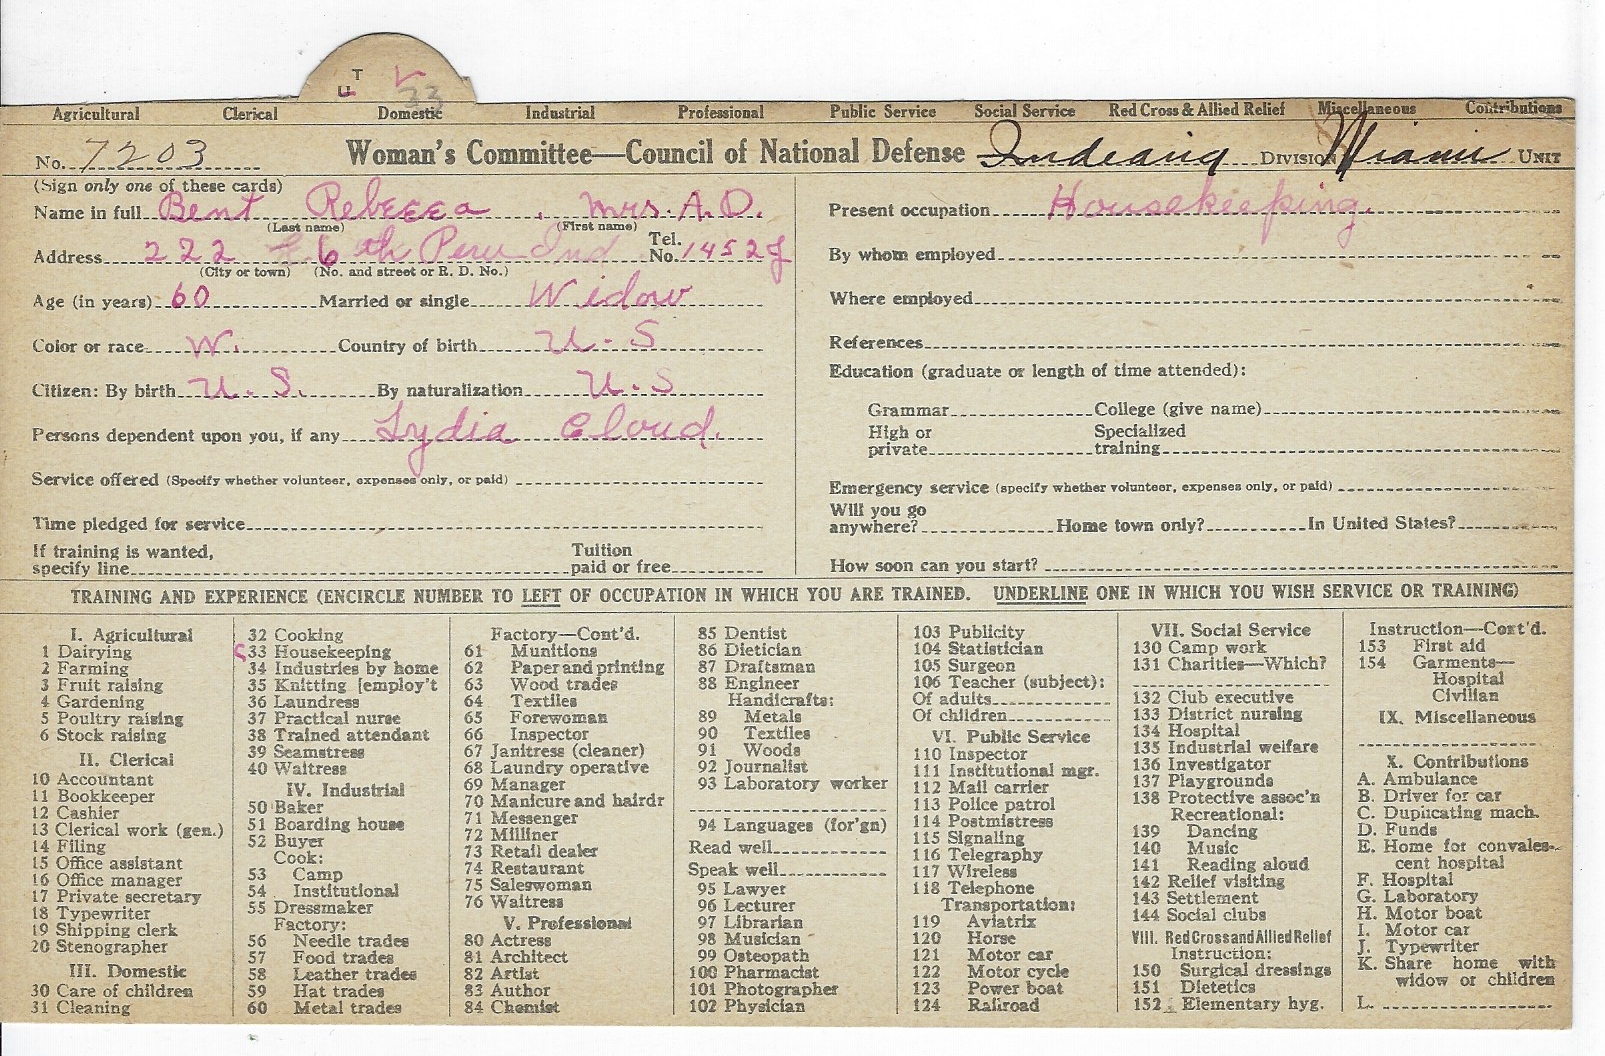 T
U 33
Agricultural Clerical Domestic Industrial Professional Public Service Social Service Red Cross & Allied Relief Miscellaneous Contributions
No. 7203 Woman's Committee—Council of National Defense Indiana DIVISION Miami UNIT
(Sign only one of these cards)
Name in full Bent Rebecca, Mrs. A. D.
(Last name) (First name)
Address 222 6th Peru Ind Tel. No. 1452J
(City or town) (No. and street or R. D. No.)
Age (in years) 60 Married or single Widow
Color or race W. Country of birth U. S
Citizen: By birth U. S. By naturalization U. S
Persons dependent upon you, if any Lydia Cloud.
Service offered (Specify whether volunteer, expenses only, or paid)
Time pledged for service
If training is wanted, specify line Tuition paid or free
Present occupation Housekeeping.
By whom employed
Where employed
References
Education (graduate or length of time attended):
Grammar College (give name)
High or private Specialized training
Emergency service (specify whether volunteer, expenses only, or paid)
Will you go anywhere? Home town only? In United States?
How soon can you start?
TRAINING AND EXPERIENCE (ENCIRCLE NUMBER TO LEFT OF OCCUPATION IN WHICH YOU ARE TRAINED. UNDERLINE ONE IN WHICH YOU WISH SERVICE OR TRAINING)
I. Agricultural
1 Dairying
2 Farming
3 Fruit raising
4 Gardening
5 Poultry raising
6 Stock raising
II. Clerical
10 Accountant
11 Bookkeeper
12 Cashier
13 Clerical work (gen.)
14 Filing
15 Office assistant
16 Office manager
17 Private secretary
18 Typewriter
19 Shipping clerk
20 Stenographer
III. Domestic
30 Care of children
31 Cleaning
32 Cooking
33 Housekeeping
34 Industries by home
35 Knitting [employ't
36 Laundress
37 Practical nurse
38 Trained attendant
39 Seamstress
40 Waitress
IV. Industrial
50 Baker
51 Boarding house
52 Buyer
Cook:
53 Camp
54 Institutional
55 Dressmaker
Factory:
56 Needle trades
57 Food trades
58 Leather trades
59 Hat trades
60 Metal trades
Factory—Cont'd.
61 Munitions
62 Paper and printing
63 Wood trades
64 Textiles
65 Forewoman
66 Inspector
67 Janitress (cleaner)
68 Laundry operative
69 Manager
70 Manicure and hairdr
71 Messenger
72 Milliner
73 Retail dealer
74 Restaurant
75 Saleswoman
76 Waitress
V. Professional
80 Actress
81 Architect
82 Artist
83 Author
84 Chemist
85 Dentist
86 Dietician
87 Draftsman
88 Engineer
Handicrafts:
89 Metals
90 Textiles
91 Woods
92 Journalist
93 Laboratory worker
94 Languages (for'gn)
Read well
Speak well
95 Lawyer
96 Lecturer
97 Librarian
98 Musician
99 Osteopath
100 Pharmacist
101 Photographer
102 Physician
103 Publicity
104 Statistician
105 Surgeon
106 Teacher (subject):
Of adults
Of children
VI. Public Service
110 Inspector
111 Institutional mgr.
112 Mail carrier
113 Police patrol
114 Postmistress
115 Signaling
116 Telegraphy
117 Wireless
118 Telephone
Transportation:
119 Aviatrix
120 Horse
121 Motor car
122 Motor cycle
123 Power boat
124 Railroad
VII. Social Service
130 Camp work
131 Charities—Which?
132 Club executive
133 District nursing
134 Hospital
135 Industrial welfare
136 Investigator
137 Playgrounds
138 Protective assoc'n
Recreational:
139 Dancing
140 Music
141 Reading aloud
142 Relief visiting
143 Settlement
144 Social clubs
VIII. Red Cross and Allied Relief
Instruction:
150 Surgical dressings
151 Dietetics
152 Elementary hyg.
Instruction—Cont'd.
153 First aid
154 Garments—
Hospital
Civilian
IX. Miscellaneous
X. Contributions
A. Ambulance
B. Driver for car
C. Duplicating mach.
D. Funds
E. Home for convales-
cent hospital
F. Hospital
G. Laboratory
H. Motor boat
I. Motor car
J. Typewriter
K. Share home with
widow or children
L.